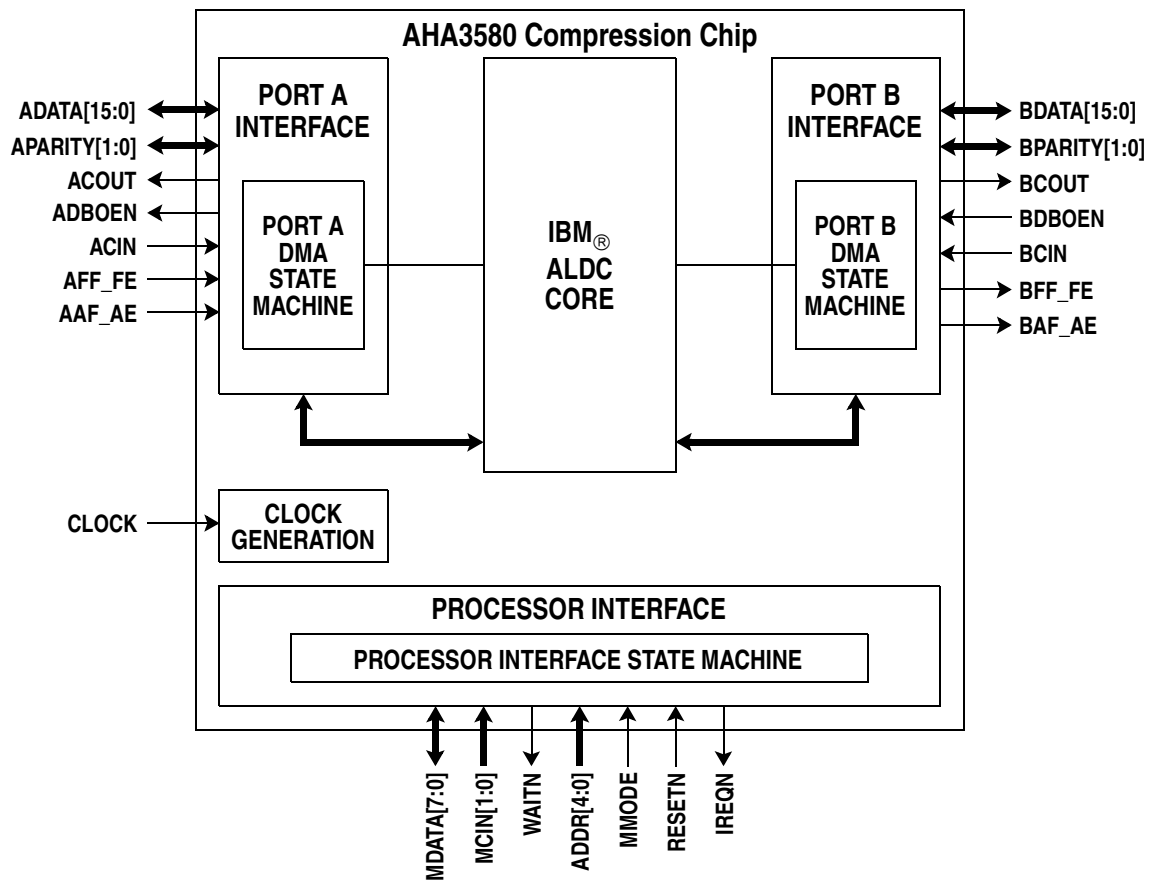 AHA3580 Compression Chip
PORT A
INTERFACE
PORT A
DMA
STATE
MACHINE
IBM®
ALDC
CORE
PORT B
INTERFACE
PORT B
DMA
STATE
MACHINE
ADATA[15:0]
APARITY[1:0]
ACOUT
ADBOEN
ACIN
AFF_FE
AAF_AE
BDATA[15:0]
BPARITY[1:0]
BCOUT
BDBOEN
BCIN
BFF_FE
BAF_AE
CLOCK
CLOCK
GENERATION
PROCESSOR INTERFACE
PROCESSOR INTERFACE STATE MACHINE
MDATA[7:0]
MCIN[1:0]
WAITN
ADDR[4:0]
MMODE
RESETN
IREQN